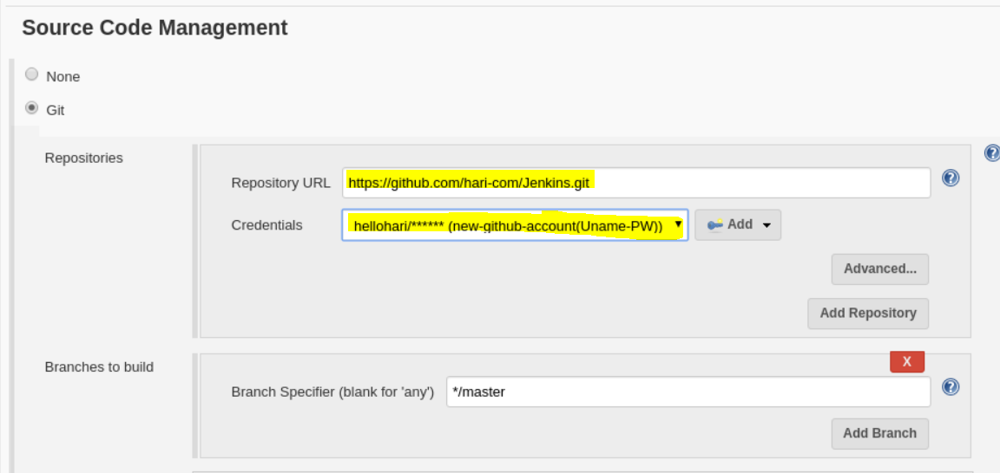 Source Code Management
None
Git
Repositories
Repository URL https://github.com/hari-com/Jenkins.git
Credentials hellohari/****** (new-github-account(Uname-PW)) Add
Advanced...
Add Repository
Branches to build
X
Branch Specifier (blank for 'any') */master
Add Branch